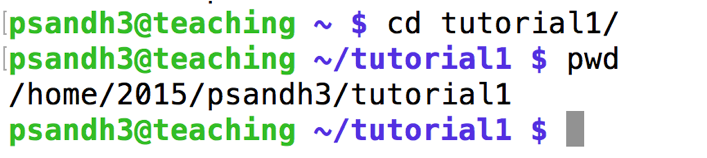 psandh3@teaching ~ $ cd tutorial1/
psandh3@teaching ~/tutorial1 $ pwd
/home/2015/psandh3/tutorial1
psandh3@teaching ~/tutorial1 $